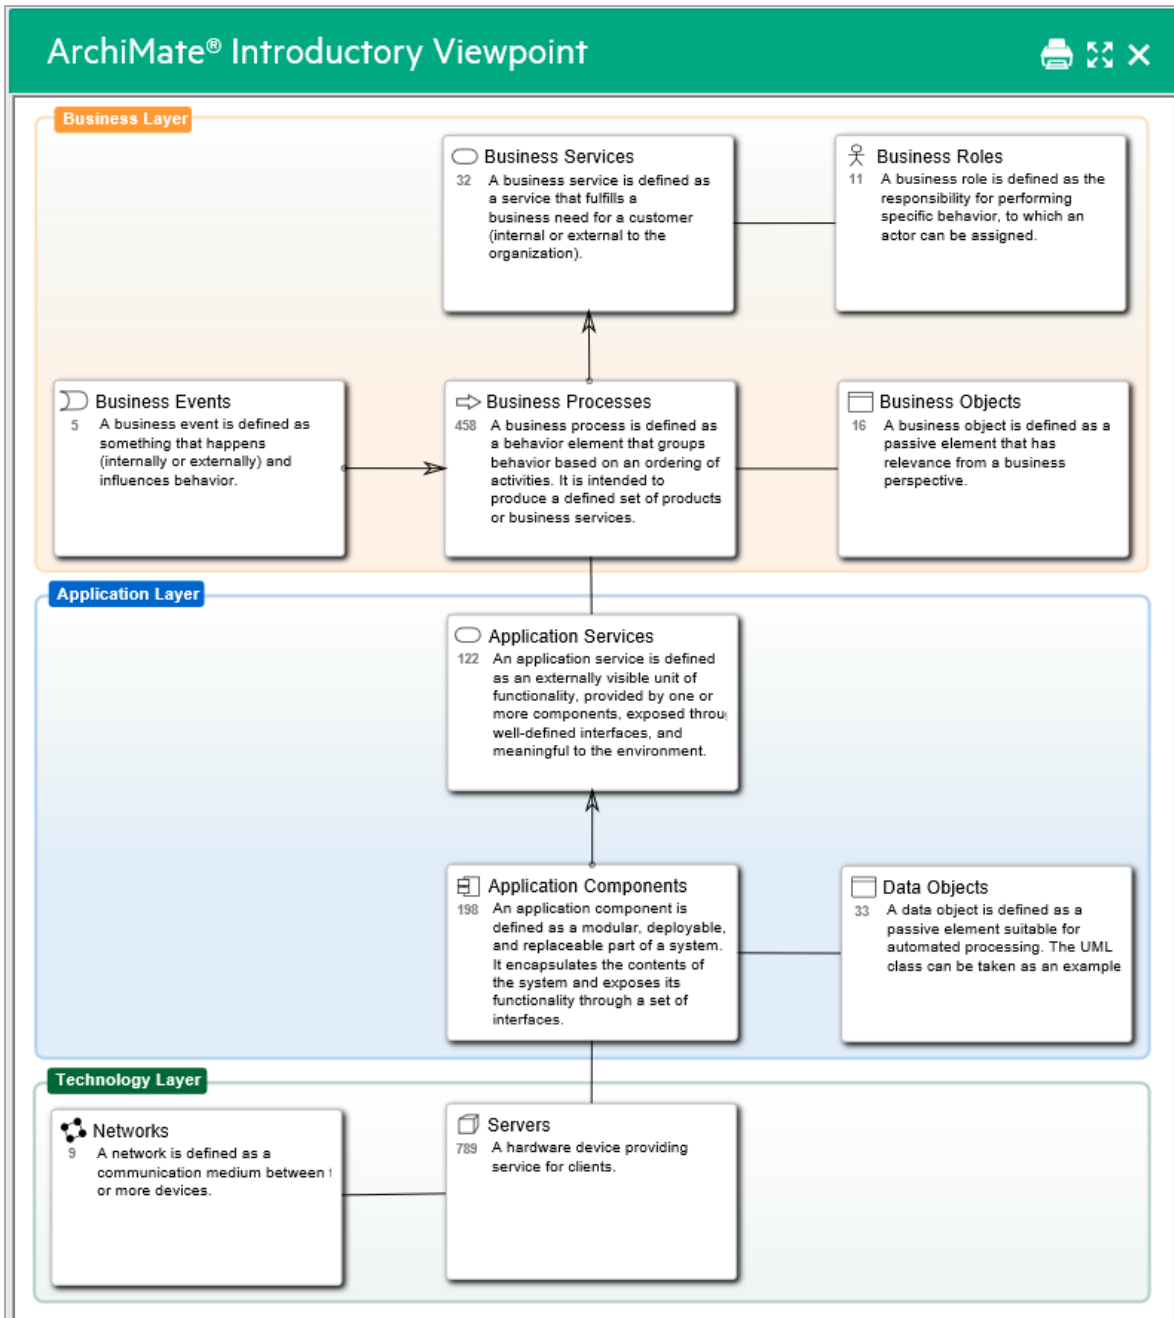 ArchiMate® Introductory Viewpoint
Business Layer
Business Services
32
A business service is defined as
a service that fulfills a
business need for a customer
(internal or external to the
organization).
Business Roles
11
A business role is defined as the
responsibility for performing
specific behavior, to which an
actor can be assigned.
Business Events
5
A business event is defined as
something that happens
(internally or externally) and
influences behavior.
Business Processes
458
A business process is defined as
a behavior element that groups
behavior based on an ordering of
activities. It is intended to
produce a defined set of products
or business services.
Business Objects
16
A business object is defined as a
passive element that has
relevance from a business
perspective.
Application Layer
Application Services
122
An application service is defined
as an externally visible unit of
functionality, provided by one or
more components, exposed throu
well-defined interfaces, and
meaningful to the environment.
Application Components
198
An application component is
defined as a modular, deployable,
and replaceable part of a system.
It encapsulates the contents of
the system and exposes its
functionality through a set of
interfaces.
Data Objects
33
A data object is defined as a
passive element suitable for
automated processing. The UML
class can be taken as an example
Technology Layer
Networks
9
A network is defined as a
communication medium between
or more devices.
Servers
789
A hardware device providing
service for clients.